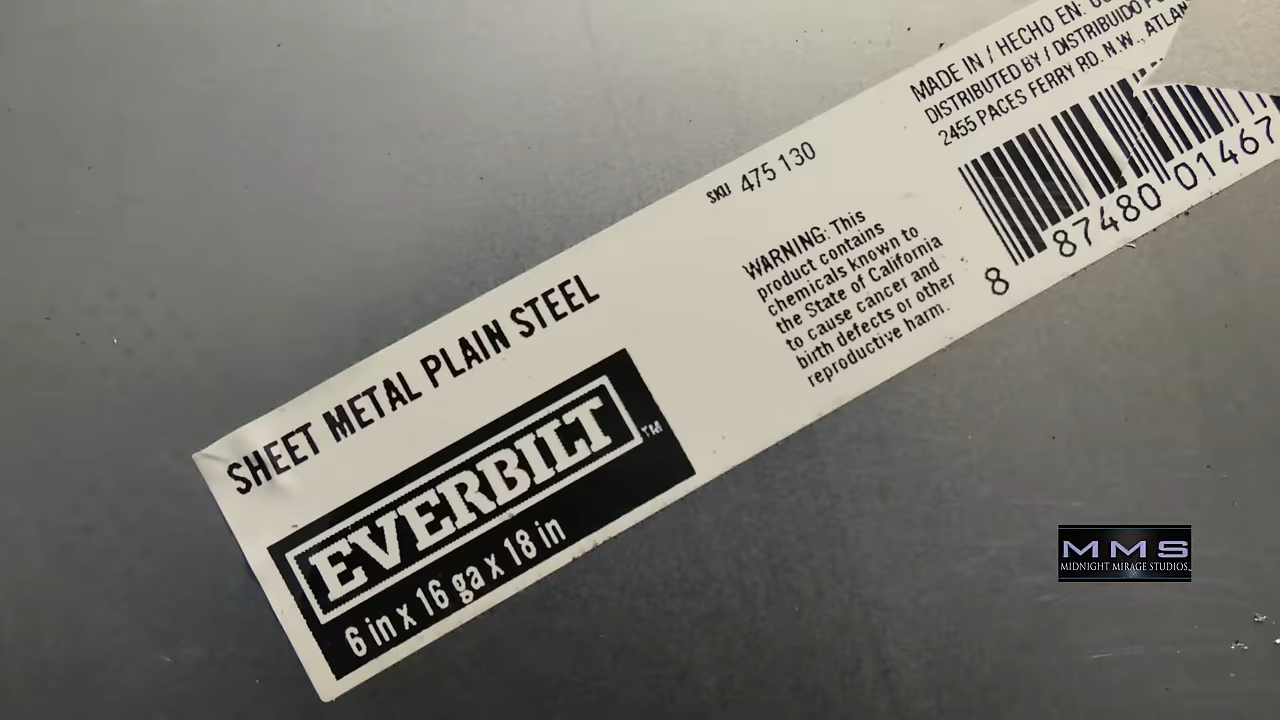 SHEET METAL PLAIN STEEL
EVERBILT™
6 in x 16 ga x 18 in
SKU 475 130
WARNING: This
product contains
chemicals known to
the State of California
to cause cancer and
birth defects or other
reproductive harm.
MADE IN / HECHO EN:
DISTRIBUTED BY / DISTRIBUIDO
2455 PACES FERRY RD. N.W.,
8 87480 01467
MMS
MIDNIGHT MIRAGE STUDIOS.